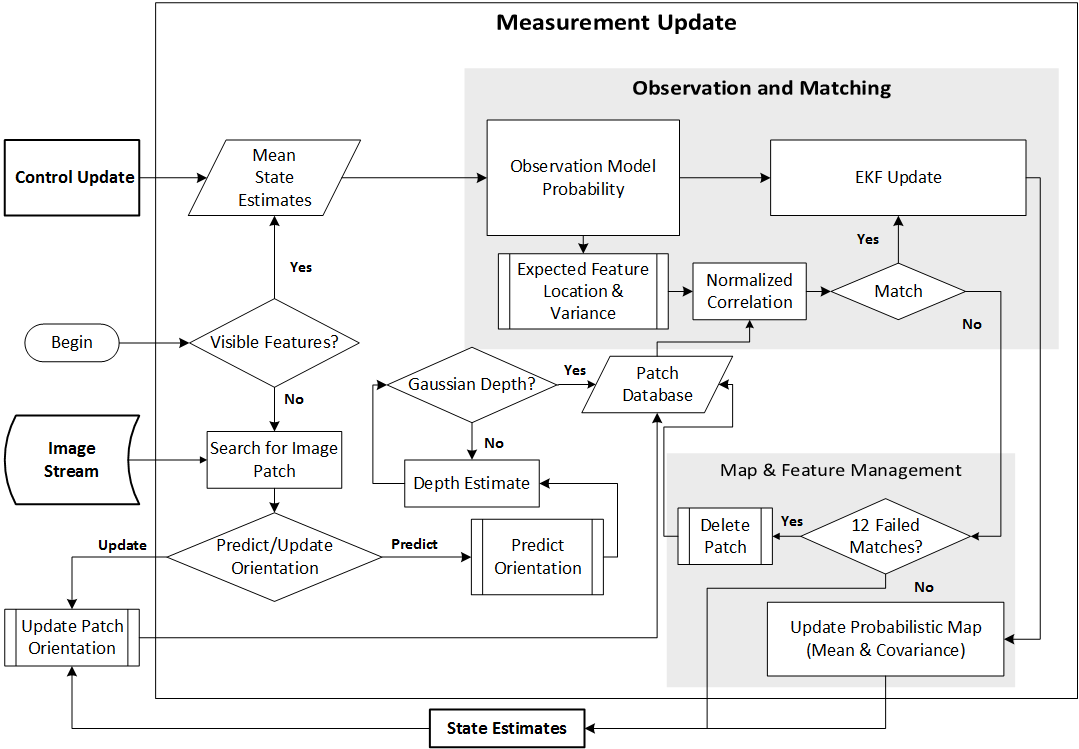 Measurement Update
Observation and Matching
Control Update
Mean
State
Estimates
Observation Model
Probability
EKF Update
Yes
Yes
Expected Feature
Location &
Variance
Normalized
Correlation
Match
No
Begin
Visible Features?
Gaussian Depth?
Yes
Patch
Database
No
Image
Stream
Search for Image
Patch
No
Depth Estimate
Map & Feature Management
Update
Predict/Update
Orientation
Predict
Predict
Orientation
Delete
Patch
Yes
12 Failed
Matches?
No
Update Patch
Orientation
Update Probabilistic Map
(Mean & Covariance)
State Estimates